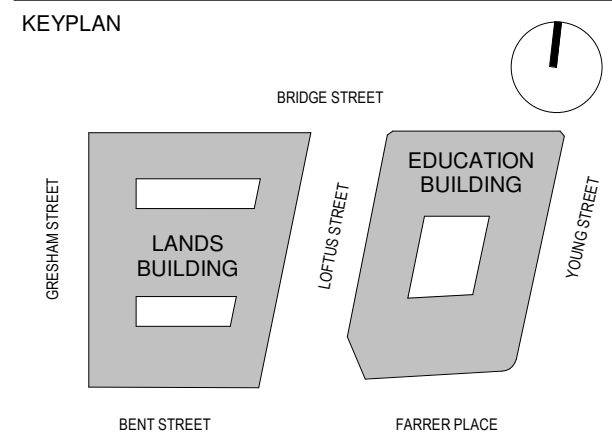 KEYPLAN
BRIDGE STREET
GRESHAM STREET
LANDS
BUILDING
LOFTUS STREET
EDUCATION
BUILDING
YOUNG STREET
BENT STREET
FARRER PLACE